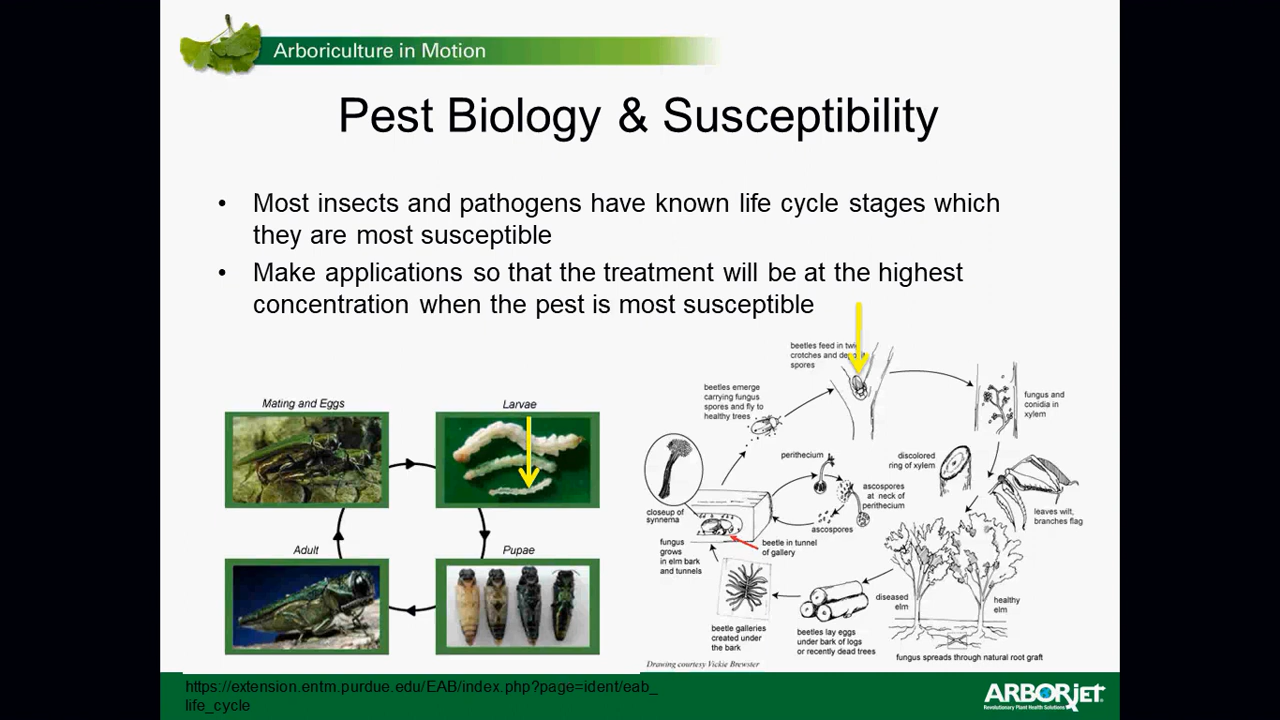 Arboriculture in Motion
Pest Biology & Susceptibility
• Most insects and pathogens have known life cycle stages which
they are most susceptible
• Make applications so that the treatment will be at the highest
concentration when the pest is most susceptible
Mating and Eggs
Larvae
Adult
Pupae
beetles feed in
crotches and
spores
beetles emerge
carrying fungus
spores and fly to
healthy trees
fungus and
conidia in
xylem
perithecium
discolored
ring of xylem
ascospores
at neck of
perithecium
closeup of
synnema
ascospores
leaves wilt,
branches flag
fungus
grows
in elm bark
and tunnels
beetle in tunnel
of gallery
diseased
elm
healthy
elm
beetle galleries
created under
the bark
beetles lay eggs
under bark of logs
or recently dead trees
fungus spreads through natural root graft
Drawing courtesy Vickie Brewster
https://extension.entm.purdue.edu/EAB/index.php?page=ident/eab_
life_cycle
ARBORjet
Revolutionary Plant Health Solutions